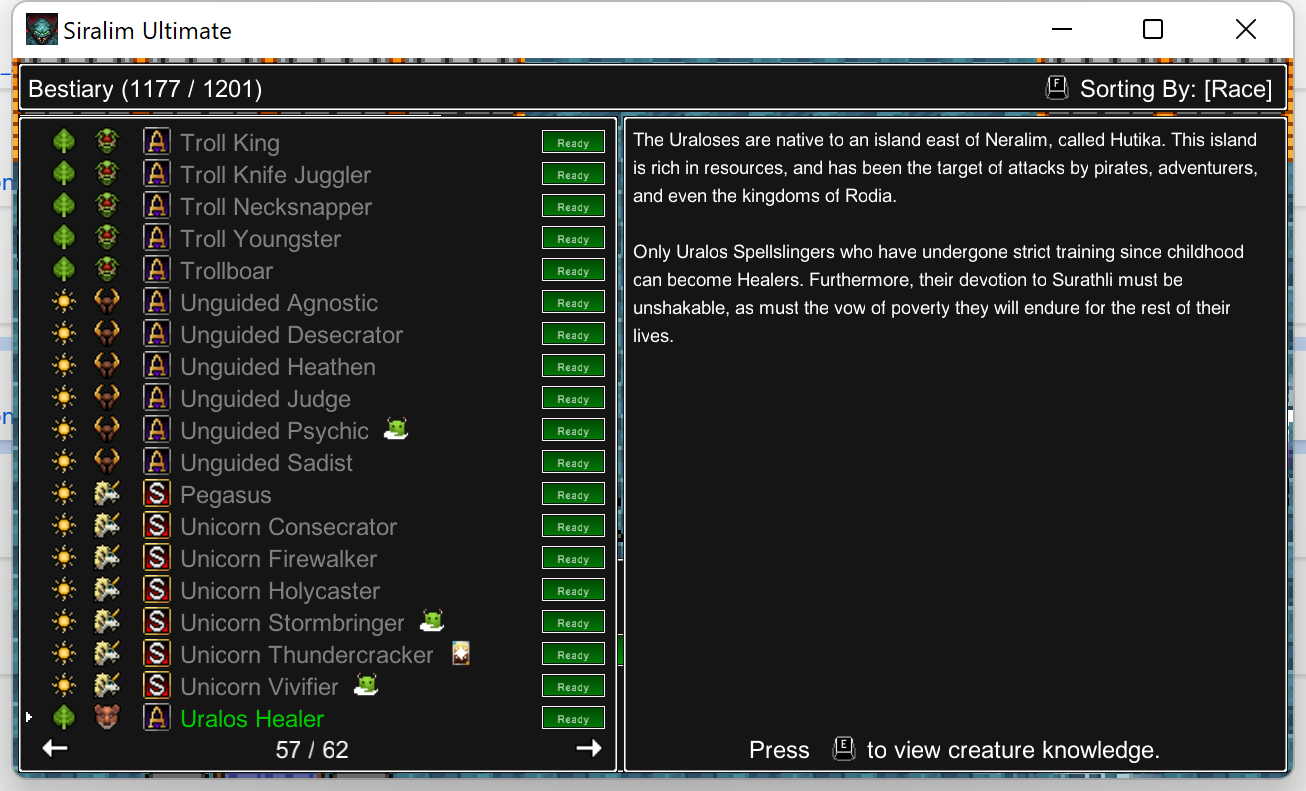 Siralim Ultimate
Bestiary (1177 / 1201)
F Sorting By: [Race]
A Troll King Ready
A Troll Knife Juggler Ready
A Troll Necksnapper Ready
A Troll Youngster Ready
A Trollboar Ready
A Unguided Agnostic Ready
A Unguided Desecrator Ready
A Unguided Heathen Ready
A Unguided Judge Ready
A Unguided Psychic Ready
A Unguided Sadist Ready
S Pegasus Ready
S Unicorn Consecrator Ready
S Unicorn Firewalker Ready
S Unicorn Holycaster Ready
S Unicorn Stormbringer Ready
S Unicorn Thundercracker Ready
S Unicorn Vivifier Ready
A Uralos Healer Ready
57 / 62
The Uraloses are native to an island east of Neralim, called Hutika. This island
is rich in resources, and has been the target of attacks by pirates, adventurers,
and even the kingdoms of Rodia.
Only Uralos Spellslingers who have undergone strict training since childhood
can become Healers. Furthermore, their devotion to Surathli must be
unshakable, as must the vow of poverty they will endure for the rest of their
lives.
Press E to view creature knowledge.